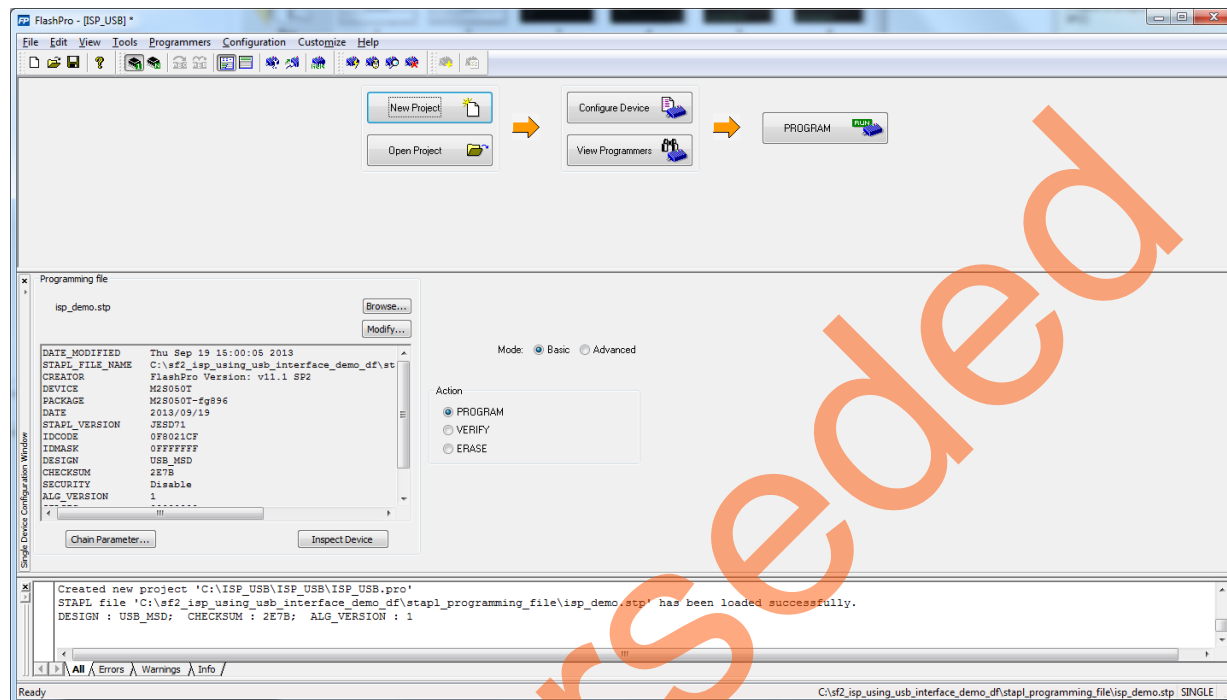 FlashPro - [ISP_USB] *
File Edit View Tools Programmers Configuration Customize Help
New Project
Open Project
Configure Device
View Programmers
PROGRAM
RUN
Programming file
isp_demo.stp
Browse...
Modify...
DATE_MODIFIED Thu Sep 19 15:00:05 2013
STAPL_FILE_NAME C:\sf2_isp_using_usb_interface_demo_df\st
CREATOR FlashPro Version: v11.1 SP2
DEVICE M2S050T
PACKAGE M2S050T-fg896
DATE 2013/09/19
STAPL_VERSION JESD71
IDCODE 0F8021CF
IDMASK 0FFFFFFF
DESIGN USB_MSD
CHECKSUM 2E7B
SECURITY Disable
ALG_VERSION 1
Chain Parameter...
Inspect Device
Mode: Basic Advanced
Action
PROGRAM
VERIFY
ERASE
Single Device Configuration Window
Created new project 'C:\ISP_USB\ISP_USB\ISP_USB.pro'
STAPL file 'C:\sf2_isp_using_usb_interface_demo_df\stapl_programming_file\isp_demo.stp' has been loaded successfully.
DESIGN : USB_MSD; CHECKSUM : 2E7B; ALG_VERSION : 1
All Errors Warnings Info
Ready
C:\sf2_isp_using_usb_interface_demo_df\stapl_programming_file\isp_demo.stp SINGLE
rseded